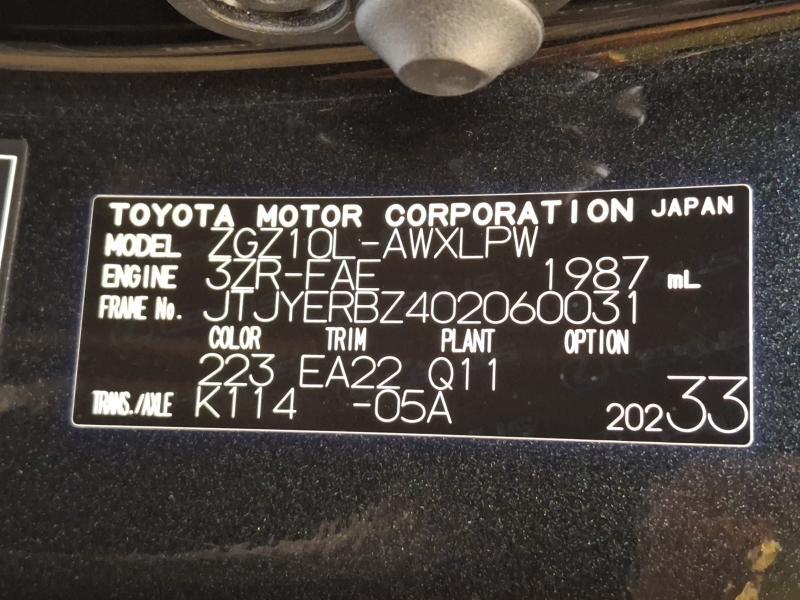 TOYOTA MOTOR CORPORATION JAPAN
MODEL ZGZ10L-AWXLPW
ENGINE 3ZR-FAE 1987 mL
FRAME No. JTJYERBZ402060031
COLOR TRIM PLANT OPTION
223 EA22 Q11
TRANS./AXLE K114 -05A
20233